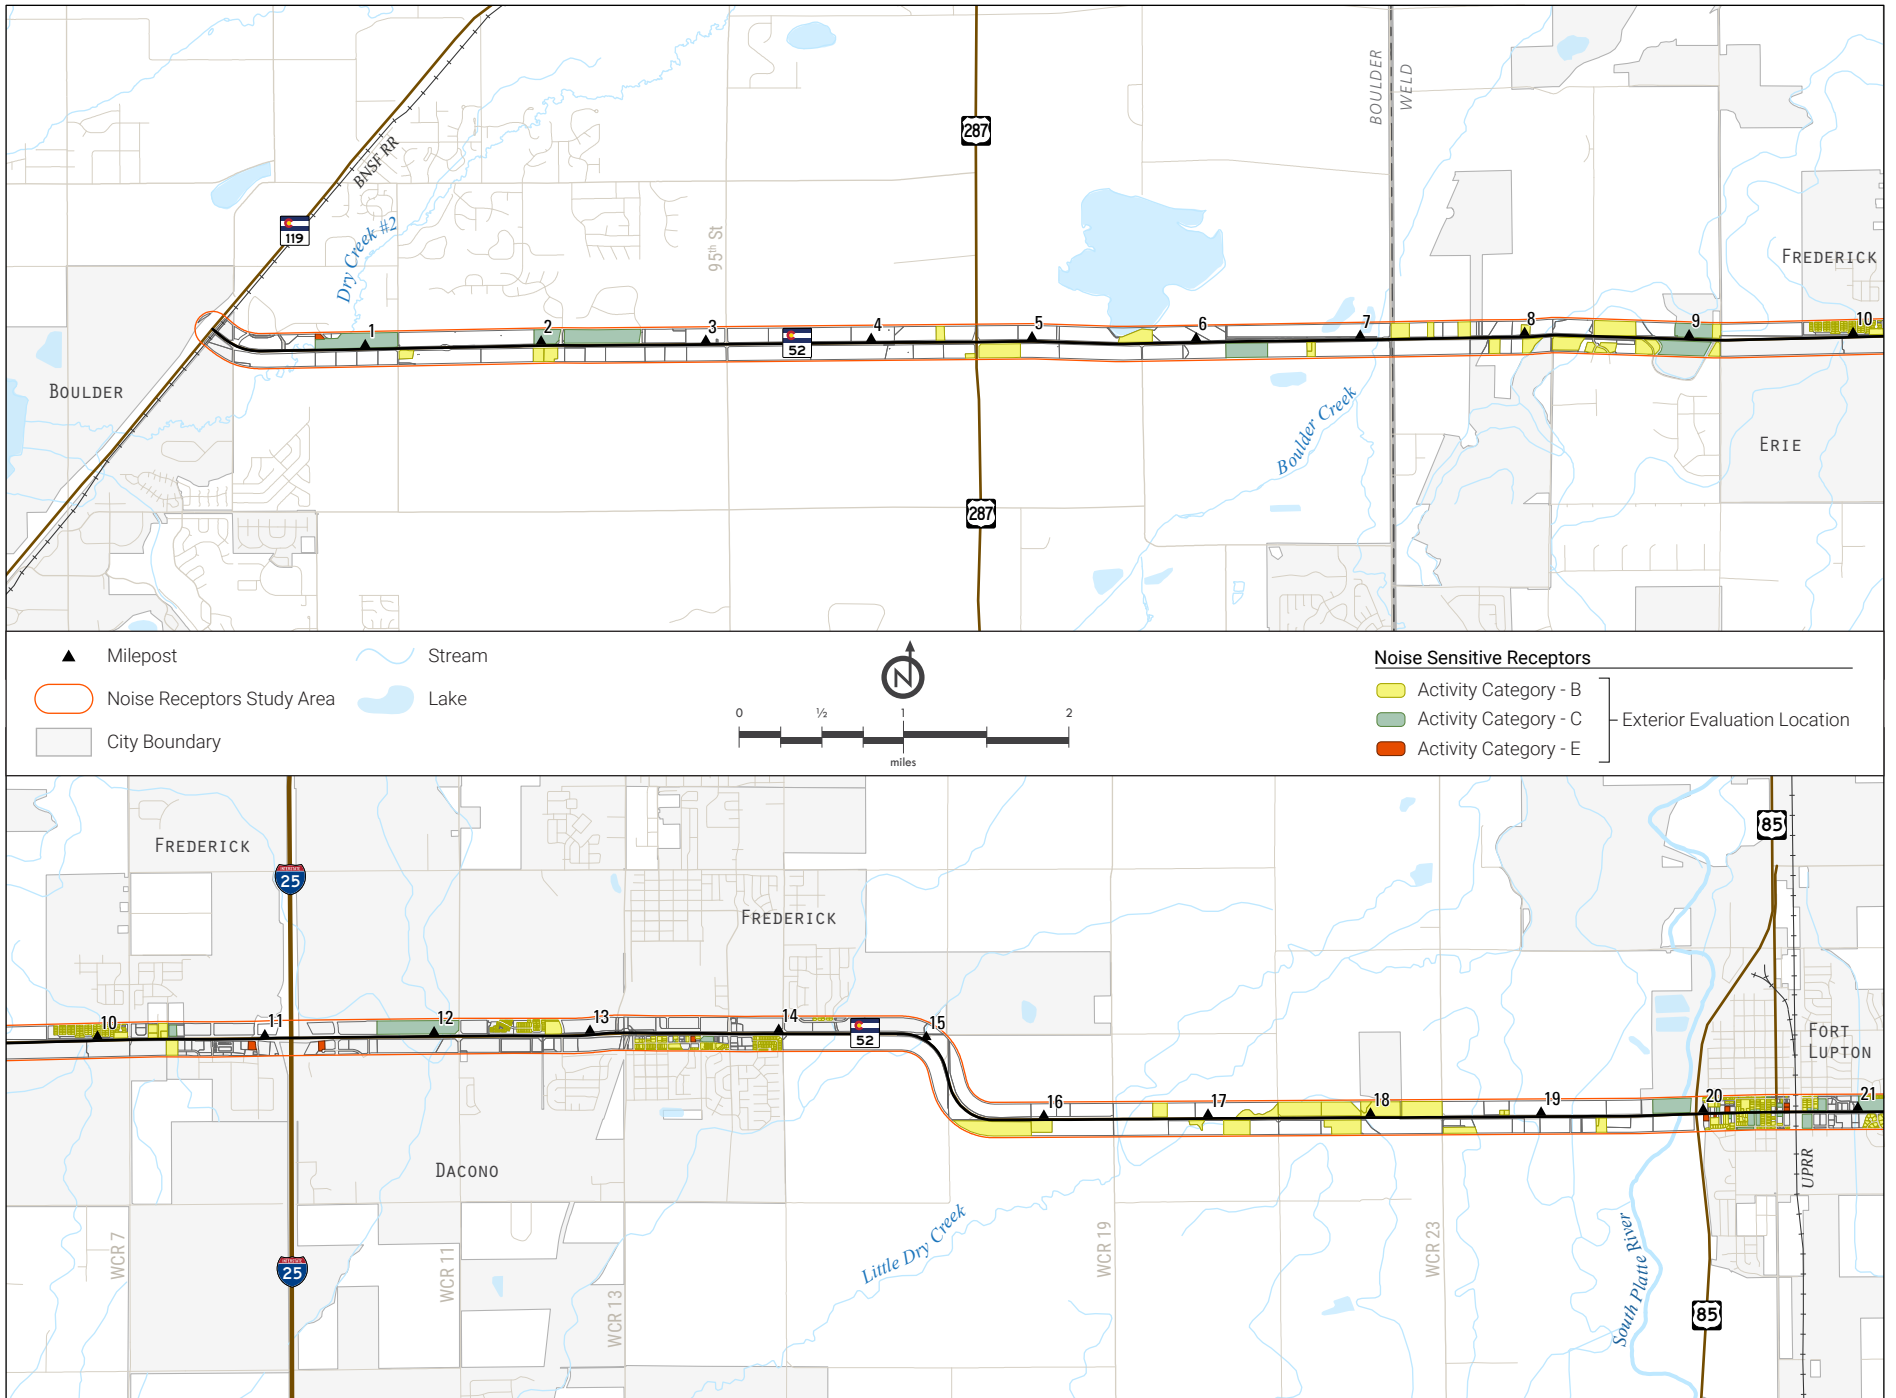 BOULDER
WELD
287
BNSF RR
119
Dry Creek #2
95th St
FREDERICK
1
2
3
52
4
5
6
7
8
9
10
BOULDER
Boulder Creek
ERIE
287
Milepost
Noise Receptors Study Area
City Boundary
Stream
Lake
N
0
½
1
2
miles
Noise Sensitive Receptors
Activity Category - B
Activity Category - C
Activity Category - E
Exterior Evaluation Location
FREDERICK
INTERSTATE
25
85
FREDERICK
10
11
12
13
14
52
15
16
17
18
19
20
21
FORT
LUPTON
DACONO
UPRR
WCR 7
WCR 11
WCR 13
Little Dry Creek
WCR 19
WCR 23
South Platte River
INTERSTATE
25
85